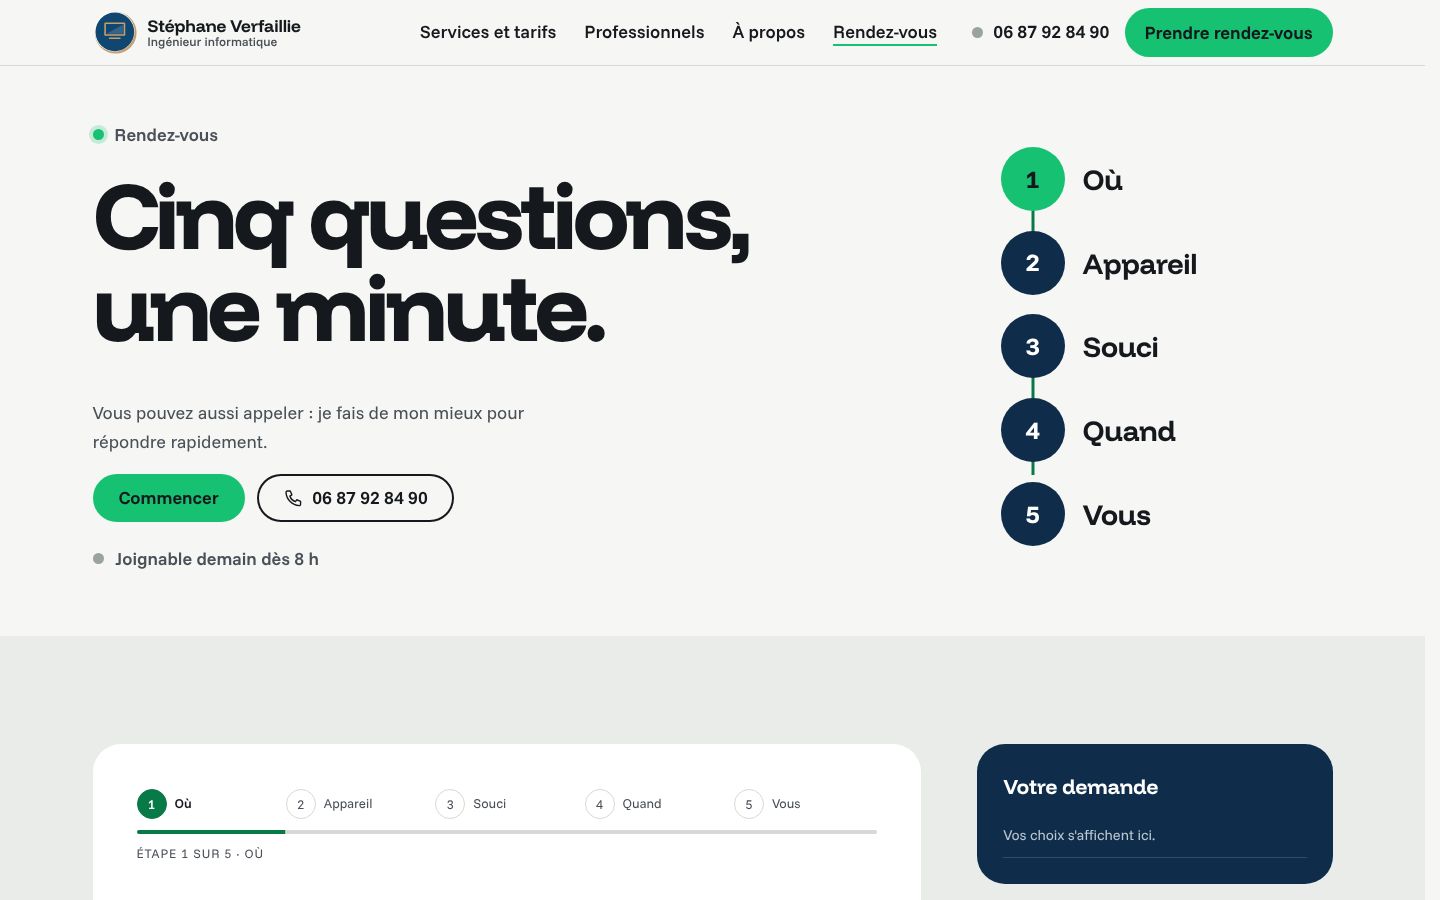 Stéphane Verfaillie
Ingénieur informatique
Services et tarifs
Professionnels
À propos
Rendez-vous
06 87 92 84 90
Prendre rendez-vous
Rendez-vous
Cinq questions,
une minute.
Vous pouvez aussi appeler : je fais de mon mieux pour
répondre rapidement.
Commencer
06 87 92 84 90
Joignable demain dès 8 h
1 Où
2 Appareil
3 Souci
4 Quand
5 Vous
1 Où
2 Appareil
3 Souci
4 Quand
5 Vous
ÉTAPE 1 SUR 5 · OÙ
Votre demande
Vos choix s'affichent ici.